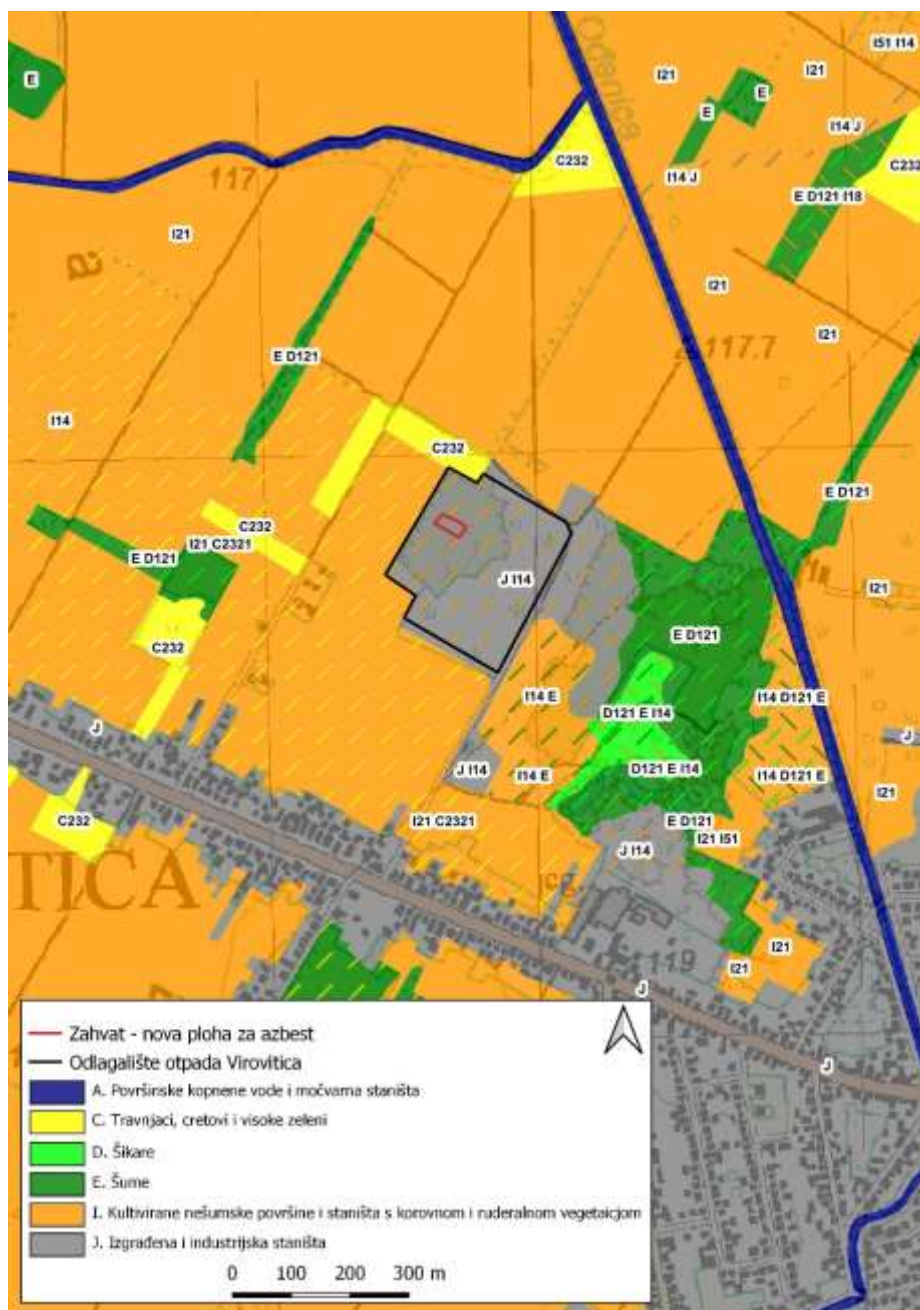 I51 I14
I21
I21
E
E
E
Ođanica
I14 J
C232
C232
I14 J
117
E D121 I18
I21
a
I21
I21
117.7
E D121
I14
C232
E D121
C232
I21 C2321
E D121
J I14
I21
E D121
C232
I14 E
D121 E I14
I14 D121 E
J
J
J I14
I14 E
D121 E I14
I14 D121 E
I21
C232
I21 C2321
E D121
I21 I51
J I14
TICA
I21
I21
119
J
J
Zahvat - nova ploha za azbest
Odlagalište otpada Virovitica
A. Površinske kopnene vode i močvarna staništa
C. Travnjaci, cretovi i visoke zeleni
D. Šikare
E. Šume
I. Kultivirane nešumske površine i staništa s korovnom i ruderalnom vegetaicjom
J. Izgrađena i industrijska staništa
0 100 200 300 m